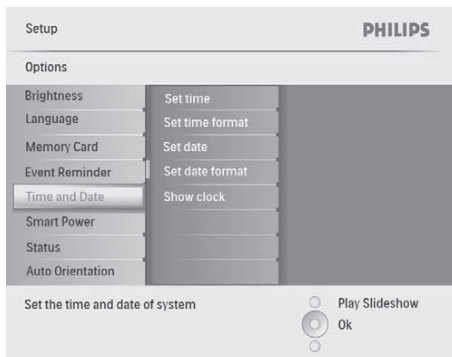 Setup
PHILIPS
Options
Brightness
Language
Memory Card
Event Reminder
Time and Date
Smart Power
Status
Auto Orientation
Set time
Set time format
Set date
Set date format
Show clock
Set the time and date of system
Play Slideshow
Ok